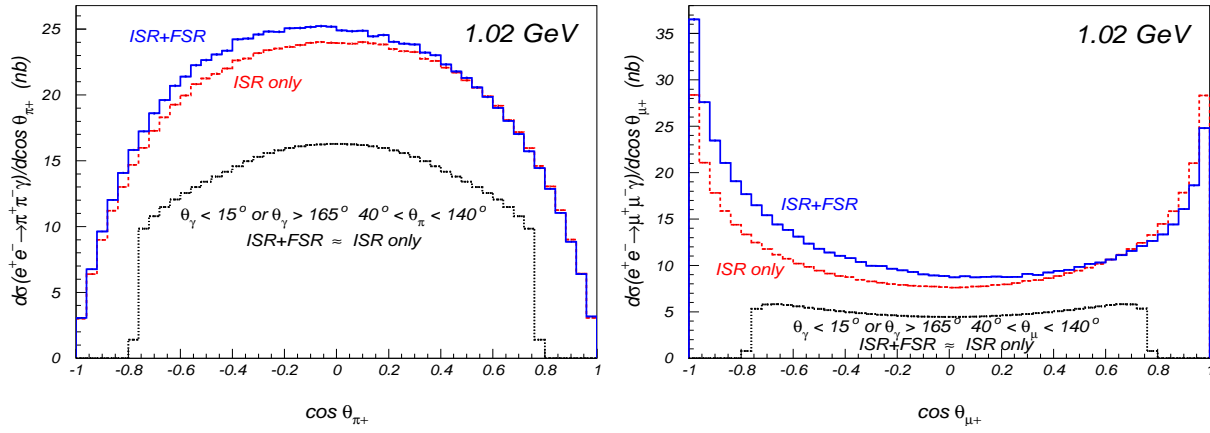 dσ(e⁺e⁻→π⁺π⁻γ)/dcos θπ+ (nb)
25
20
15
10
5
0
ISR+FSR
1.02 GeV
ISR only
θγ < 15° or θγ > 165° 40° < θπ < 140°
ISR+FSR ≈ ISR only
-1 -0.8 -0.6 -0.4 -0.2 0 0.2 0.4 0.6 0.8 1
cos θπ+
dσ(e⁺e⁻→μ⁺μ⁻γ)/dcos θμ+ (nb)
35
30
25
20
15
10
5
0
1.02 GeV
ISR+FSR
ISR only
θγ < 15° or θγ > 165° 40° < θμ < 140°
ISR+FSR ≈ ISR only
-1 -0.8 -0.6 -0.4 -0.2 0 0.2 0.4 0.6 0.8 1
cos θμ+